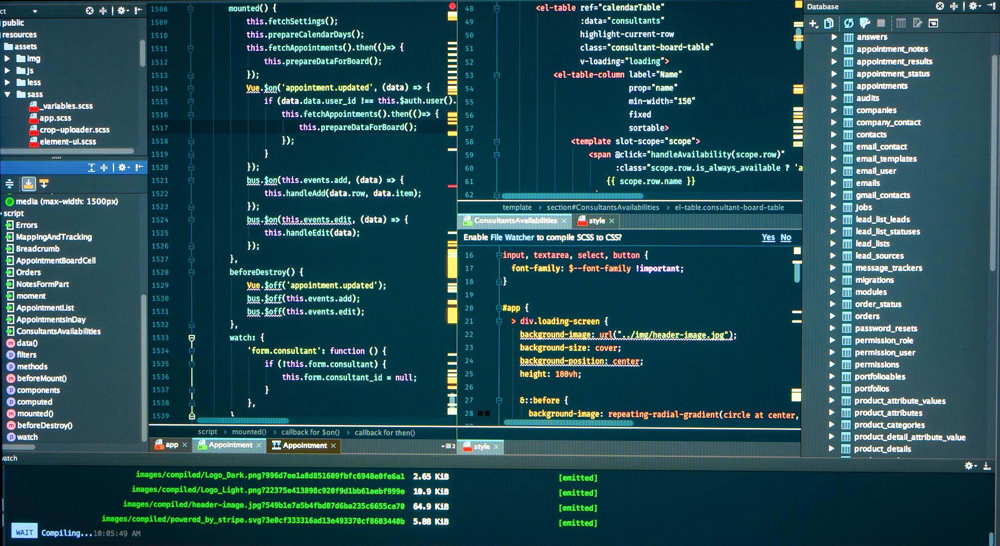 ct
public
resources
assets
img
js
less
sass
_variables.scss
app.scss
crop-uploader.scss
element-ui.scss
media (max-width: 1500px)
script
Errors
MappingAndTracking
Breadcrumb
AppointmentBoardCell
Orders
NotesFormPart
moment
AppointmentList
AppointmentsInDay
ConsultantsAvailabilities
m data()
p filters
p methods
m beforeMount()
p components
p computed
m mounted()
m beforeDestroy()
p watch
1508 mounted() {
1509 this.fetchSettings();
1510 this.prepareCalendarDays();
1511 this.fetchAppointments().then(()=> {
1512 this.prepareDataForBoard();
1513 });
1514 Vue.$on('appointment.updated', (data) => {
1515 if (data.data.user_id !== this.$auth.user().
1516 this.fetchAppointments().then(()=> {
1517 this.prepareDataForBoard();
1518 });
1519 }
1520 });
1521 bus.$on(this.events.add, (data) => {
1522 this.handleAdd(data.row, data.item);
1523 });
1524 bus.$on(this.events.edit, (data) => {
1525 this.handleEdit(data);
1526 });
1527 },
1528 beforeDestroy() {
1529 Vue.$off('appointment.updated');
1530 bus.$off(this.events.add);
1531 bus.$off(this.events.edit);
1532 },
1533 watch: {
1534 'form.consultant': function () {
1535 if (!this.form.consultant) {
1536 this.form.consultant_id = null;
1537 }
1538 },
1539
script › mounted() › callback for $on() › callback for then()
app × Appointment × Appointment × 2
48 <el-table ref="calendarTable"
49 :data="consultants"
50 highlight-current-row
51 class="consultant-board-table"
52 v-loading="loading">
53 <el-table-column label="Name"
54 prop="name"
55 min-width="150"
56 fixed
57 sortable>
58 <template slot-scope="scope">
59 <span @click="handleAvailability(scope.row)"
60 :class="scope.row.is_always_available ? 'a
61 {{ scope.row.name }}
62
template › section#ConsultantsAvailabilities › el-table.consultant-board-table
ConsultantsAvailabilities × style ×
Enable File Watcher to compile SCSS to CSS? Yes No
16 input, textarea, select, button {
17 font-family: $--font-family !important;
18 }
19
20 #app {
21 > div.loading-screen {
22 background-image: url("../img/header-image.jpg");
23 background-size: cover;
24 background-position: center;
25 height: 100vh;
26
27 &::before {
28 background-image: repeating-radial-gradient(circle at center,
style ×
Database
answers
appointment_notes
appointment_results
appointment_status
appointments
audits
companies
company_contact
contacts
email_contact
email_templates
email_user
emails
gmail_contacts
jobs
lead_list_leads
lead_list_statuses
lead_lists
lead_sources
message_trackers
migrations
modules
order_status
orders
password_resets
permission_role
permission_user
permissions
portfolioables
portfolios
product_attribute_values
product_attributes
product_categories
product_detail_attribute_value
product_details
watch
images/compiled/Logo_Dark.png?996d7ee1a8d851609fbfc6948e0fe6a1 2.65 KiB [emitted]
images/compiled/Logo_Light.png?22375e413898c920f9d1bb61aebf999e 10.9 KiB [emitted]
images/compiled/header-image.jpg?549b1e7a5b4fbd07d6ba235c6655ca70 64.9 KiB [emitted]
images/compiled/powered_by_stripe.svg?3e0cf333316ad13e493370cf8603440b 5.88 KiB [emitted]
WAIT Compiling...10:05:49 AM